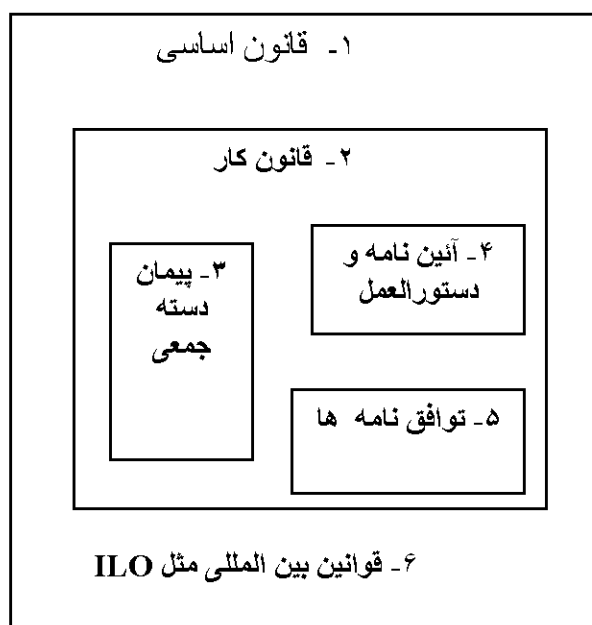 ۱- قانون اساسی
۲- قانون کار
۳- پیمان
دسته
جمعی
۴- آئین نامه و
دستورالعمل
۵- توافق نامه ها
۶- قوانین بین المللی مثل ILO